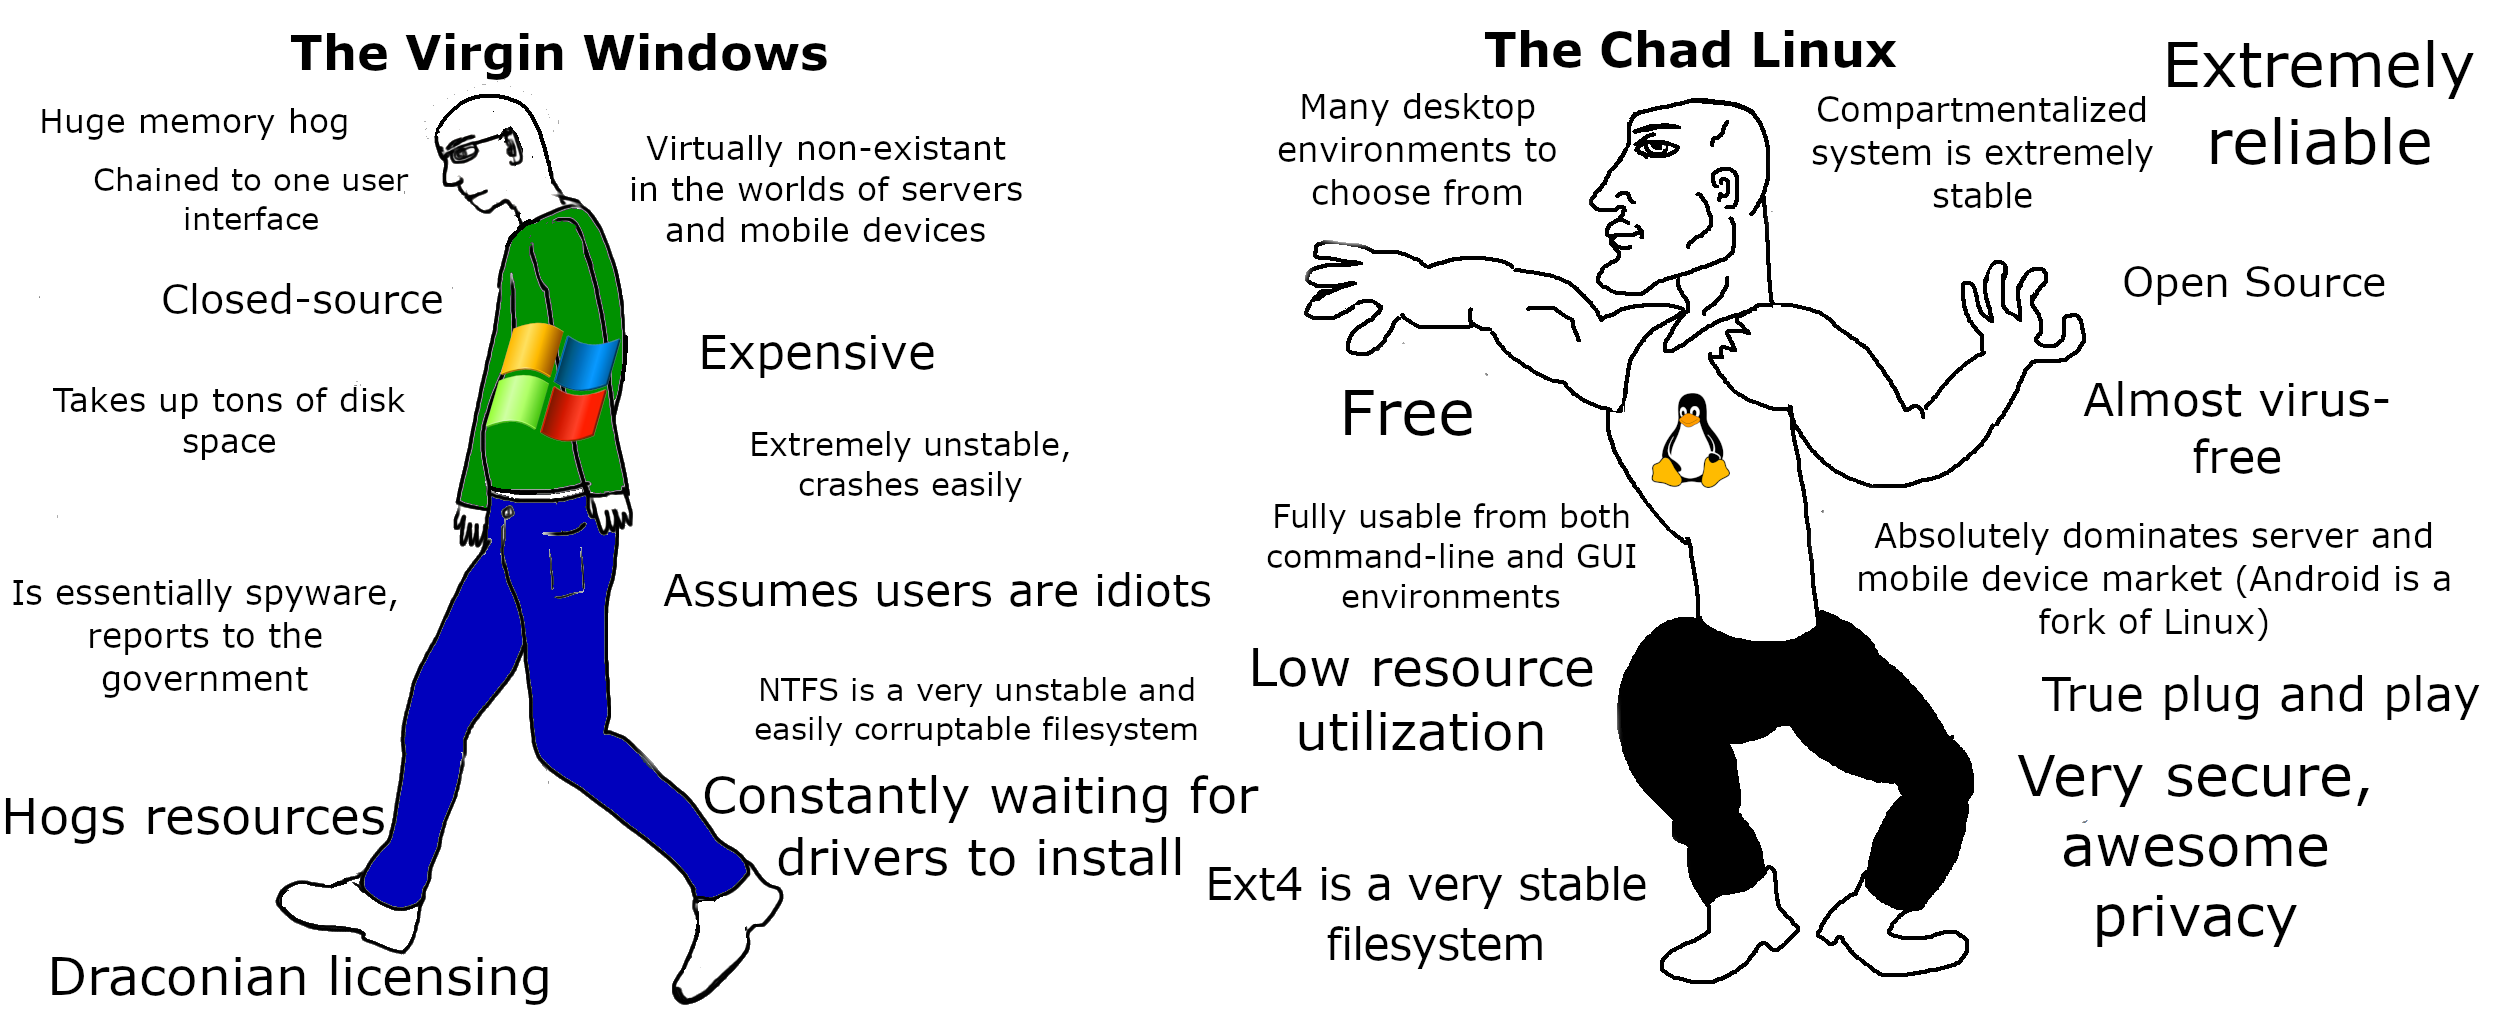 The Virgin Windows
Huge memory hog
Chained to one user
interface
Closed-source
Takes up tons of disk
space
Is essentially spyware,
reports to the
government
Hogs resources
Draconian licensing
Virtually non-existant
in the worlds of servers
and mobile devices
Expensive
Extremely unstable,
crashes easily
Assumes users are idiots
NTFS is a very unstable and
easily corruptable filesystem
Constantly waiting for
drivers to install
The Chad Linux
Many desktop
environments to
choose from
Free
Fully usable from both
command-line and GUI
environments
Low resource
utilization
Ext4 is a very stable
filesystem
Compartmentalized
system is extremely
stable
Extremely
reliable
Open Source
Almost virus-
free
Absolutely dominates server and
mobile device market (Android is a
fork of Linux)
True plug and play
Very secure,
awesome
privacy